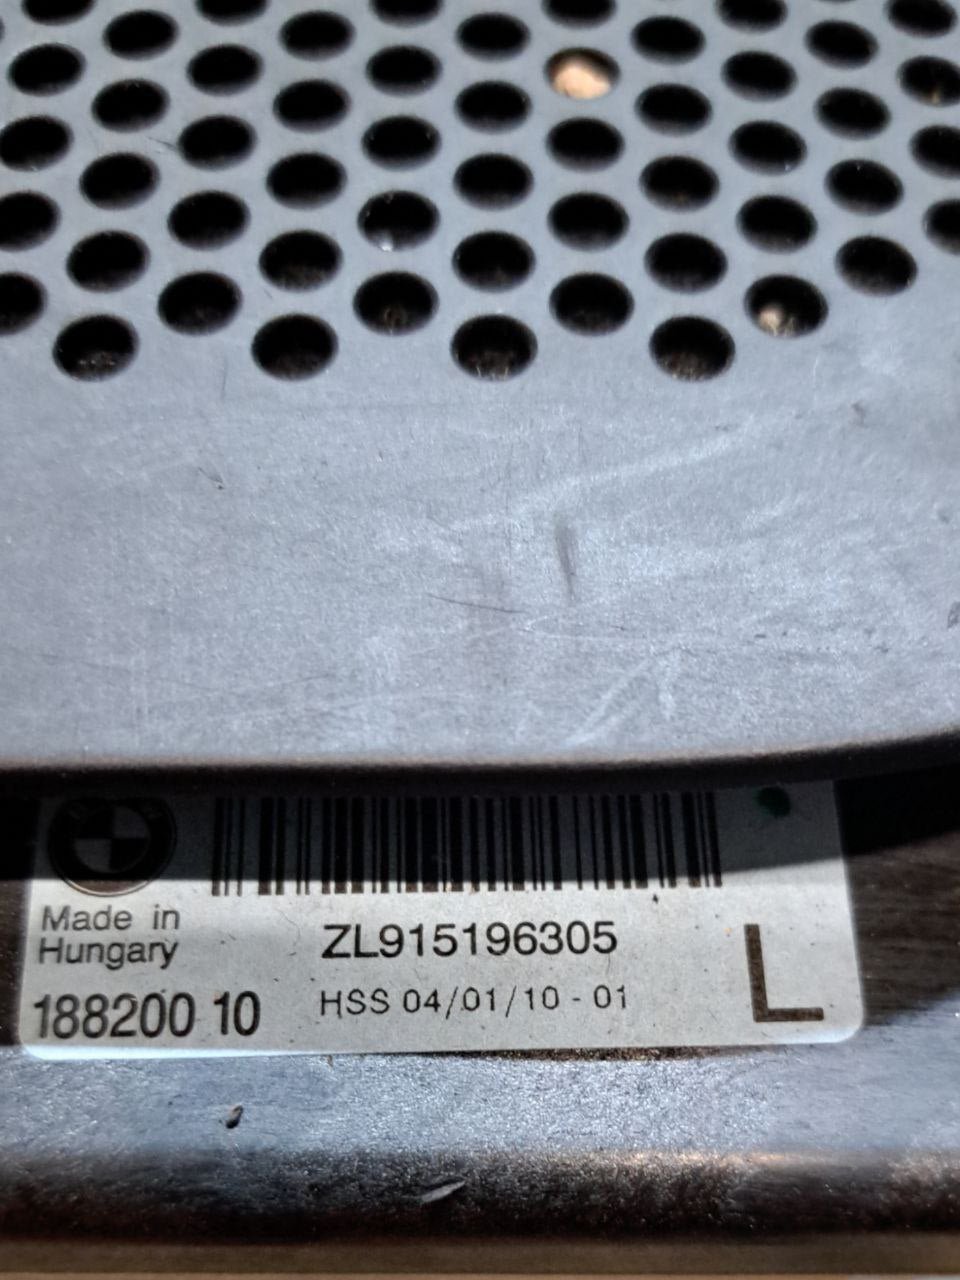 Made in
Hungary
ZL915196305
188200 10
HSS 04/01/10 - 01
L